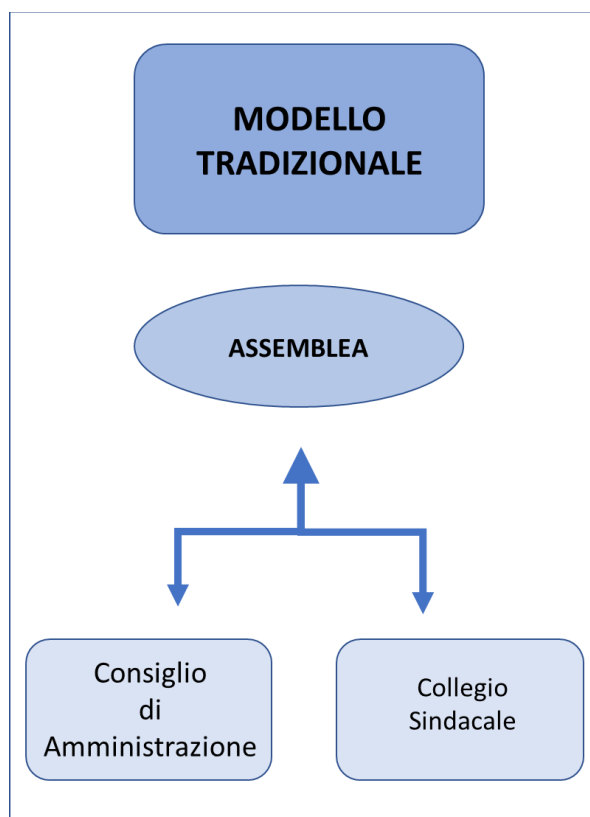 MODELLO
TRADIZIONALE
ASSEMBLEA
Consiglio
di
Amministrazione
Collegio
Sindacale